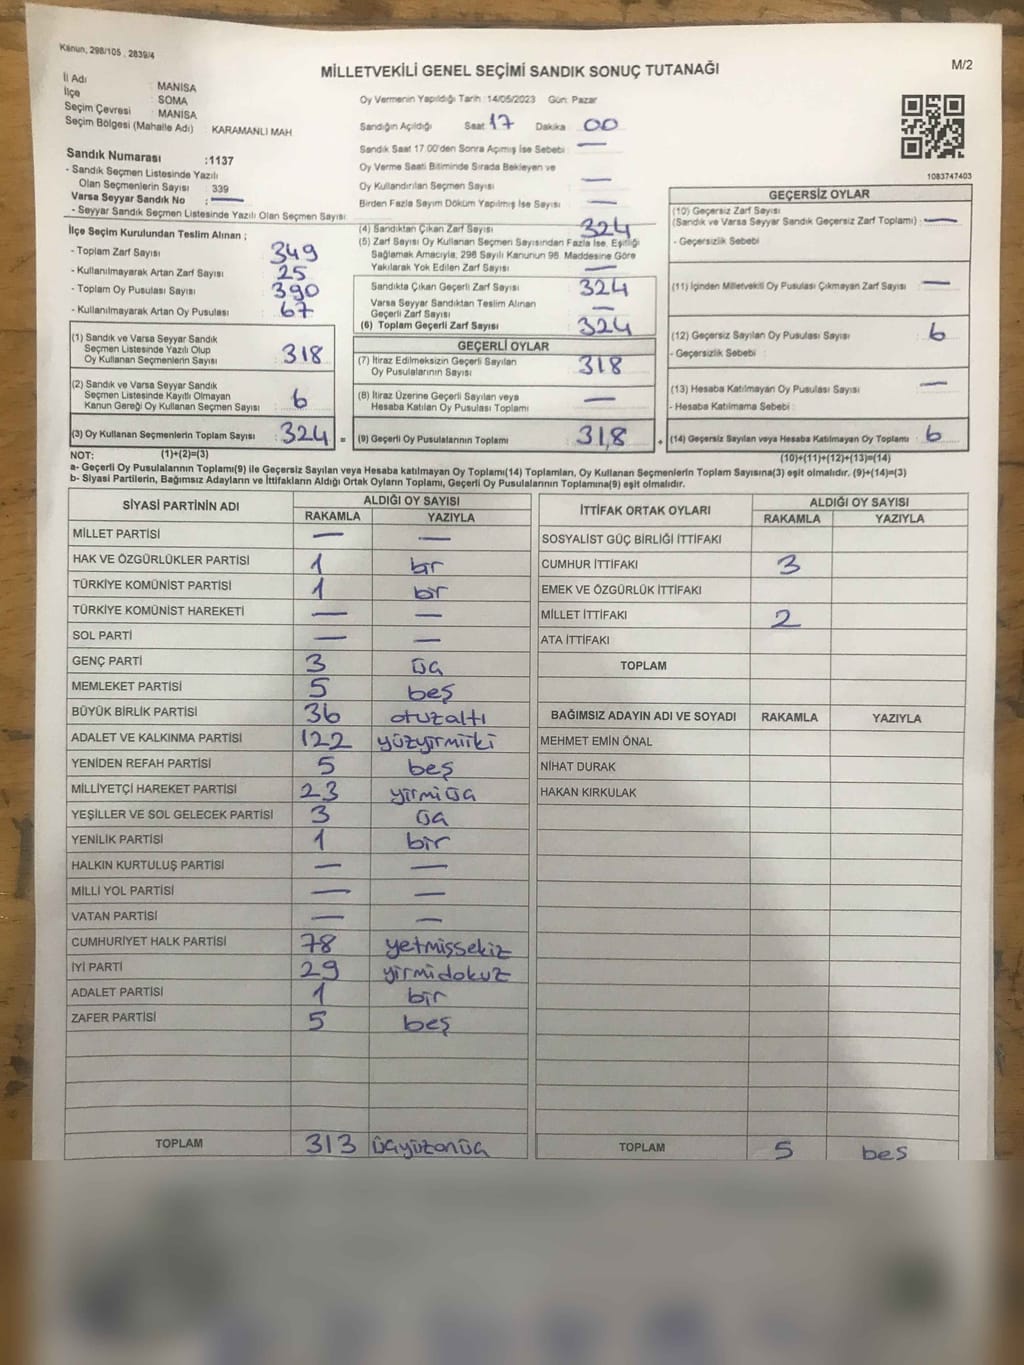 Kanun; 298/105 , 2839/4
MİLLETVEKİLİ GENEL SEÇİMİ SANDIK SONUÇ TUTANAĞI
M/2
İl Adı : MANİSA
İlçe : SOMA
Seçim Çevresi : MANİSA
Seçim Bölgesi (Mahalle Adı) : KARAMANLI MAH
Sandık Numarası :1137
- Sandık Seçmen Listesinde Yazılı
Olan Seçmenlerin Sayısı : 339
Varsa Seyyar Sandık No : —
- Seyyar Sandık Seçmen Listesinde Yazılı Olan Seçmen Sayısı:
İlçe Seçim Kurulundan Teslim Alınan ;
- Toplam Zarf Sayısı : 349
- Kullanılmayarak Artan Zarf Sayısı : 25
- Toplam Oy Pusulası Sayısı : 390
- Kullanılmayarak Artan Oy Pusulası : 67
(1) Sandık ve Varsa Seyyar Sandık
Seçmen Listesinde Yazılı Olup
Oy Kullanan Seçmenlerin Sayısı : 318
(2) Sandık ve Varsa Seyyar Sandık
Seçmen Listesinde Kayıtlı Olmayan
Kanun Gereği Oy Kullanan Seçmen Sayısı : 6
(3) Oy Kullanan Seçmenlerin Toplam Sayısı : 324 =
Oy Vermenin Yapıldığı Tarih :14/05/2023 Gün: Pazar
Sandığın Açıldığı Saat 17 Dakika 00
Sandık Saat 17.00'den Sonra Açılmış İse Sebebi : —
Oy Verme Saati Bitiminde Sırada Bekleyen ve
Oy Kullandırılan Seçmen Sayısı : —
Birden Fazla Sayım Döküm Yapılmış İse Sayısı : —
(4) Sandıktan Çıkan Zarf Sayısı : 324
(5) Zarf Sayısı Oy Kullanan Seçmen Sayısından Fazla İse, Eşitliği
Sağlamak Amacıyla; 298 Sayılı Kanunun 98. Maddesine Göre
Yakılarak Yok Edilen Zarf Sayısı : —
Sandıkta Çıkan Geçerli Zarf Sayısı : 324
Varsa Seyyar Sandıktan Teslim Alınan
Geçerli Zarf Sayısı : —
(6) Toplam Geçerli Zarf Sayısı : 324
GEÇERLİ OYLAR
(7) İtiraz Edilmeksizin Geçerli Sayılan
Oy Pusulalarının Sayısı : 318
(8) İtiraz Üzerine Geçerli Sayılan veya
Hesaba Katılan Oy Pusulası Toplamı : —
(9) Geçerli Oy Pusulalarının Toplamı : 318 +
1083747403
GEÇERSİZ OYLAR
(10) Geçersiz Zarf Sayısı
(Sandık ve Varsa Seyyar Sandık Geçersiz Zarf Toplamı) : —
- Geçersizlik Sebebi
(11) İçinden Milletvekili Oy Pusulası Çıkmayan Zarf Sayısı : —
(12) Geçersiz Sayılan Oy Pusulası Sayısı : 6
- Geçersizlik Sebebi :
(13) Hesaba Katılmayan Oy Pusulası Sayısı : —
- Hesaba Katılmama Sebebi :
(14) Geçersiz Sayılan veya Hesaba Katılmayan Oy Toplamı : 6
NOT: (1)+(2)=(3) (10)+(11)+(12)+(13)=(14)
a- Geçerli Oy Pusulalarının Toplamı(9) ile Geçersiz Sayılan veya Hesaba katılmayan Oy Toplamı(14) Toplamları, Oy Kullanan Seçmenlerin Toplam Sayısına(3) eşit olmalıdır. (9)+(14)=(3)
b- Siyasi Partilerin, Bağımsız Adayların ve İttifakların Aldığı Ortak Oyların Toplamı, Geçerli Oy Pusulalarının Toplamına(9) eşit olmalıdır.
SİYASİ PARTİNİN ADI ALDIĞI OY SAYISI
RAKAMLA YAZIYLA
MİLLET PARTİSİ — —
HAK VE ÖZGÜRLÜKLER PARTİSİ 1 bir
TÜRKİYE KOMÜNİST PARTİSİ 1 bir
TÜRKİYE KOMÜNİST HAREKETİ — —
SOL PARTİ — —
GENÇ PARTİ 3 üç
MEMLEKET PARTİSİ 5 beş
BÜYÜK BİRLİK PARTİSİ 36 otuzaltı
ADALET VE KALKINMA PARTİSİ 122 yüzyirmiiki
YENİDEN REFAH PARTİSİ 5 beş
MİLLİYETÇİ HAREKET PARTİSİ 23 yirmiüç
YEŞİLLER VE SOL GELECEK PARTİSİ 3 üç
YENİLİK PARTİSİ 1 bir
HALKIN KURTULUŞ PARTİSİ — —
MİLLİ YOL PARTİSİ — —
VATAN PARTİSİ — —
CUMHURİYET HALK PARTİSİ 78 yetmişsekiz
İYİ PARTİ 29 yirmidokuz
ADALET PARTİSİ 1 bir
ZAFER PARTİSİ 5 beş
TOPLAM 313 üçyüzonüç
İTTİFAK ORTAK OYLARI ALDIĞI OY SAYISI
RAKAMLA YAZIYLA
SOSYALİST GÜÇ BİRLİĞİ İTTİFAKI
CUMHUR İTTİFAKI 3
EMEK VE ÖZGÜRLÜK İTTİFAKI
MİLLET İTTİFAKI 2
ATA İTTİFAKI
TOPLAM
BAĞIMSIZ ADAYIN ADI VE SOYADI RAKAMLA YAZIYLA
MEHMET EMİN ÖNAL
NİHAT DURAK
HAKAN KIRKULAK
TOPLAM 5 beş